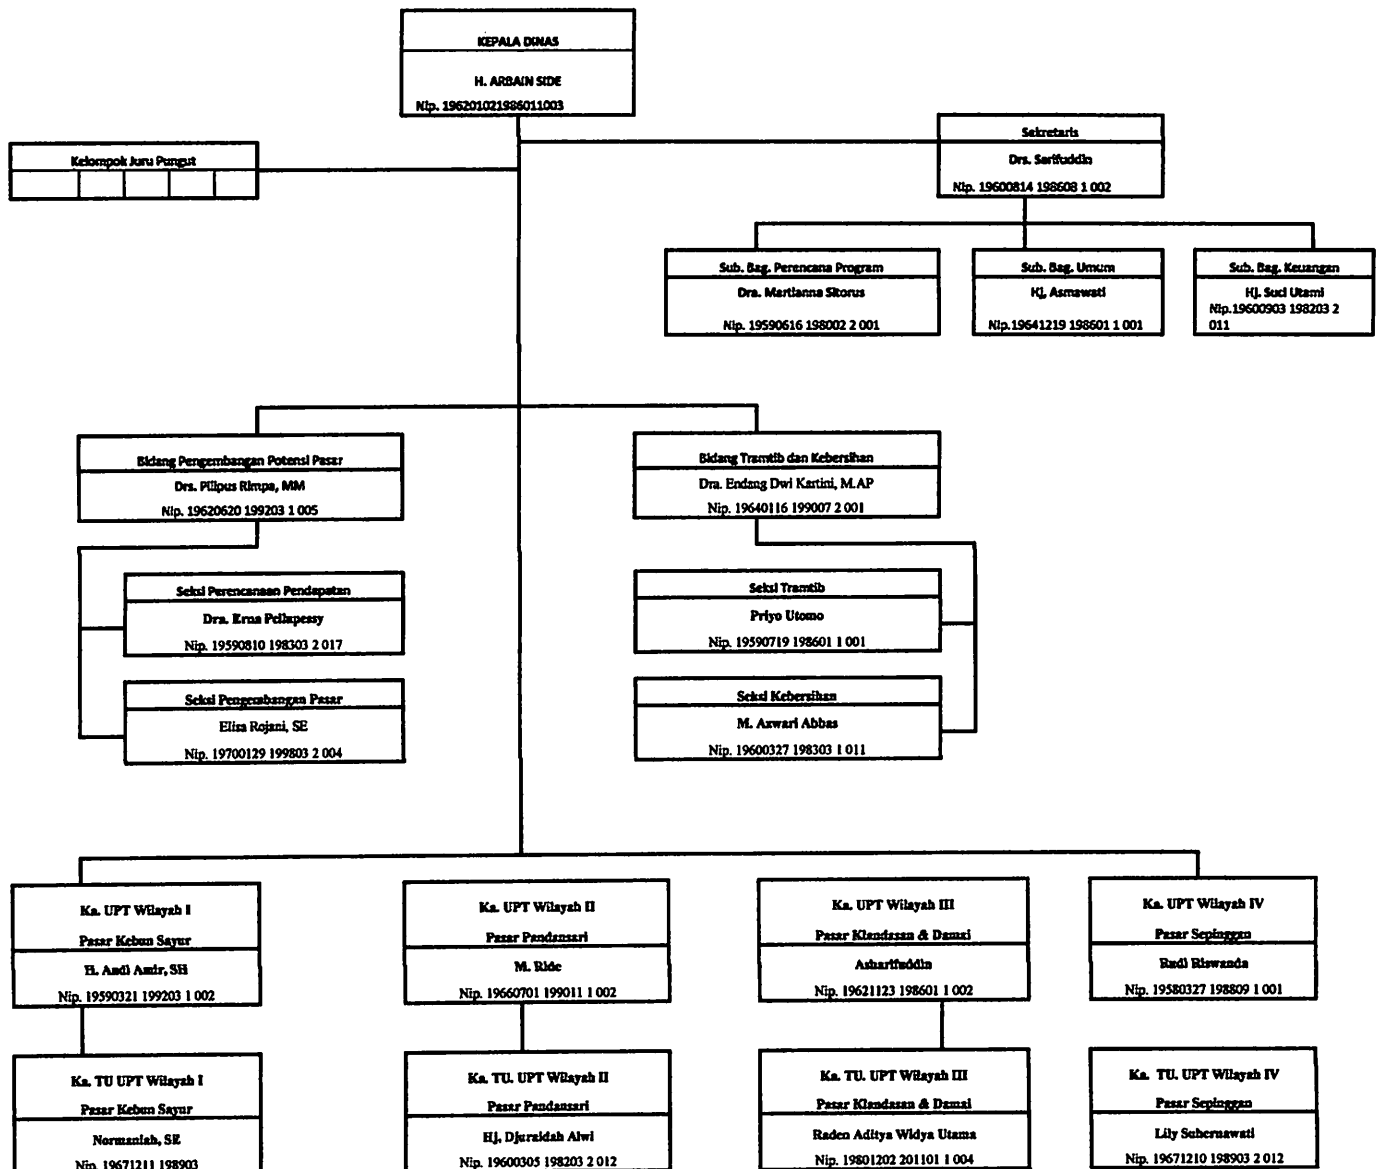 KEPALA DINAS
H. ARBAIN SIDE
Nip. 196201021986011003
Kelompok Juru Pungut
Sekretaris
Drs. Sarifuddin
Nip. 19600814 198608 1 002
Sub. Bag. Perencana Program
Dra. Martianna Sitorus
Nip. 19590616 198002 2 001
Sub. Bag. Umum
Hj, Asmawati
Nip.19641219 198601 1 001
Sub. Bag. Keuangan
Hj. Suci Utami
Nip.19600903 198203 2
011
Bidang Pengembangan Potensi Pasar
Drs. Pilipus Rimpa, MM
Nip. 19620620 199203 1 005
Bidang Tramtib dan Kebersihan
Dra. Endang Dwi Kartini, M.AP
Nip. 19640116 199007 2 001
Seksi Perencanaan Pendapatan
Dra. Erna Pellapessy
Nip. 19590810 198303 2 017
Seksi Pengembangan Pasar
Elisa Rojani, SE
Nip. 19700129 199803 2 004
Seksi Tramtib
Priyo Utomo
Nip. 19590719 198601 1 001
Seksi Kebersihan
M. Azwari Abbas
Nip. 19600327 198303 1 011
Ka. UPT Wilayah I
Pasar Kebun Sayur
H. Andi Amir, SH
Nip. 19590321 199203 1 002
Ka. UPT Wilayah II
Pasar Pandansari
M. Ride
Nip. 19660701 199011 1 002
Ka. UPT Wilayah III
Pasar Klandasan & Damai
Asharifuddin
Nip. 19621123 198601 1 002
Ka. UPT Wilayah IV
Pasar Sepinggan
Rudi Riswanda
Nip. 19580327 198809 1 001
Ka. TU UPT Wilayah I
Pasar Kebun Sayur
Normaniah, SE
Nip. 19671211 198903
Ka. TU. UPT Wilayah II
Pasar Pandansari
Hj, Djuraidah Alwi
Nip. 19600305 198203 2 012
Ka. TU. UPT Wilayah III
Pasar Klandasan & Damai
Raden Aditya Widya Utama
Nip. 19801202 201101 1 004
Ka. TU. UPT Wilayah IV
Pasar Sepinggan
Lily Suhernawati
Nip. 19671210 198903 2 012